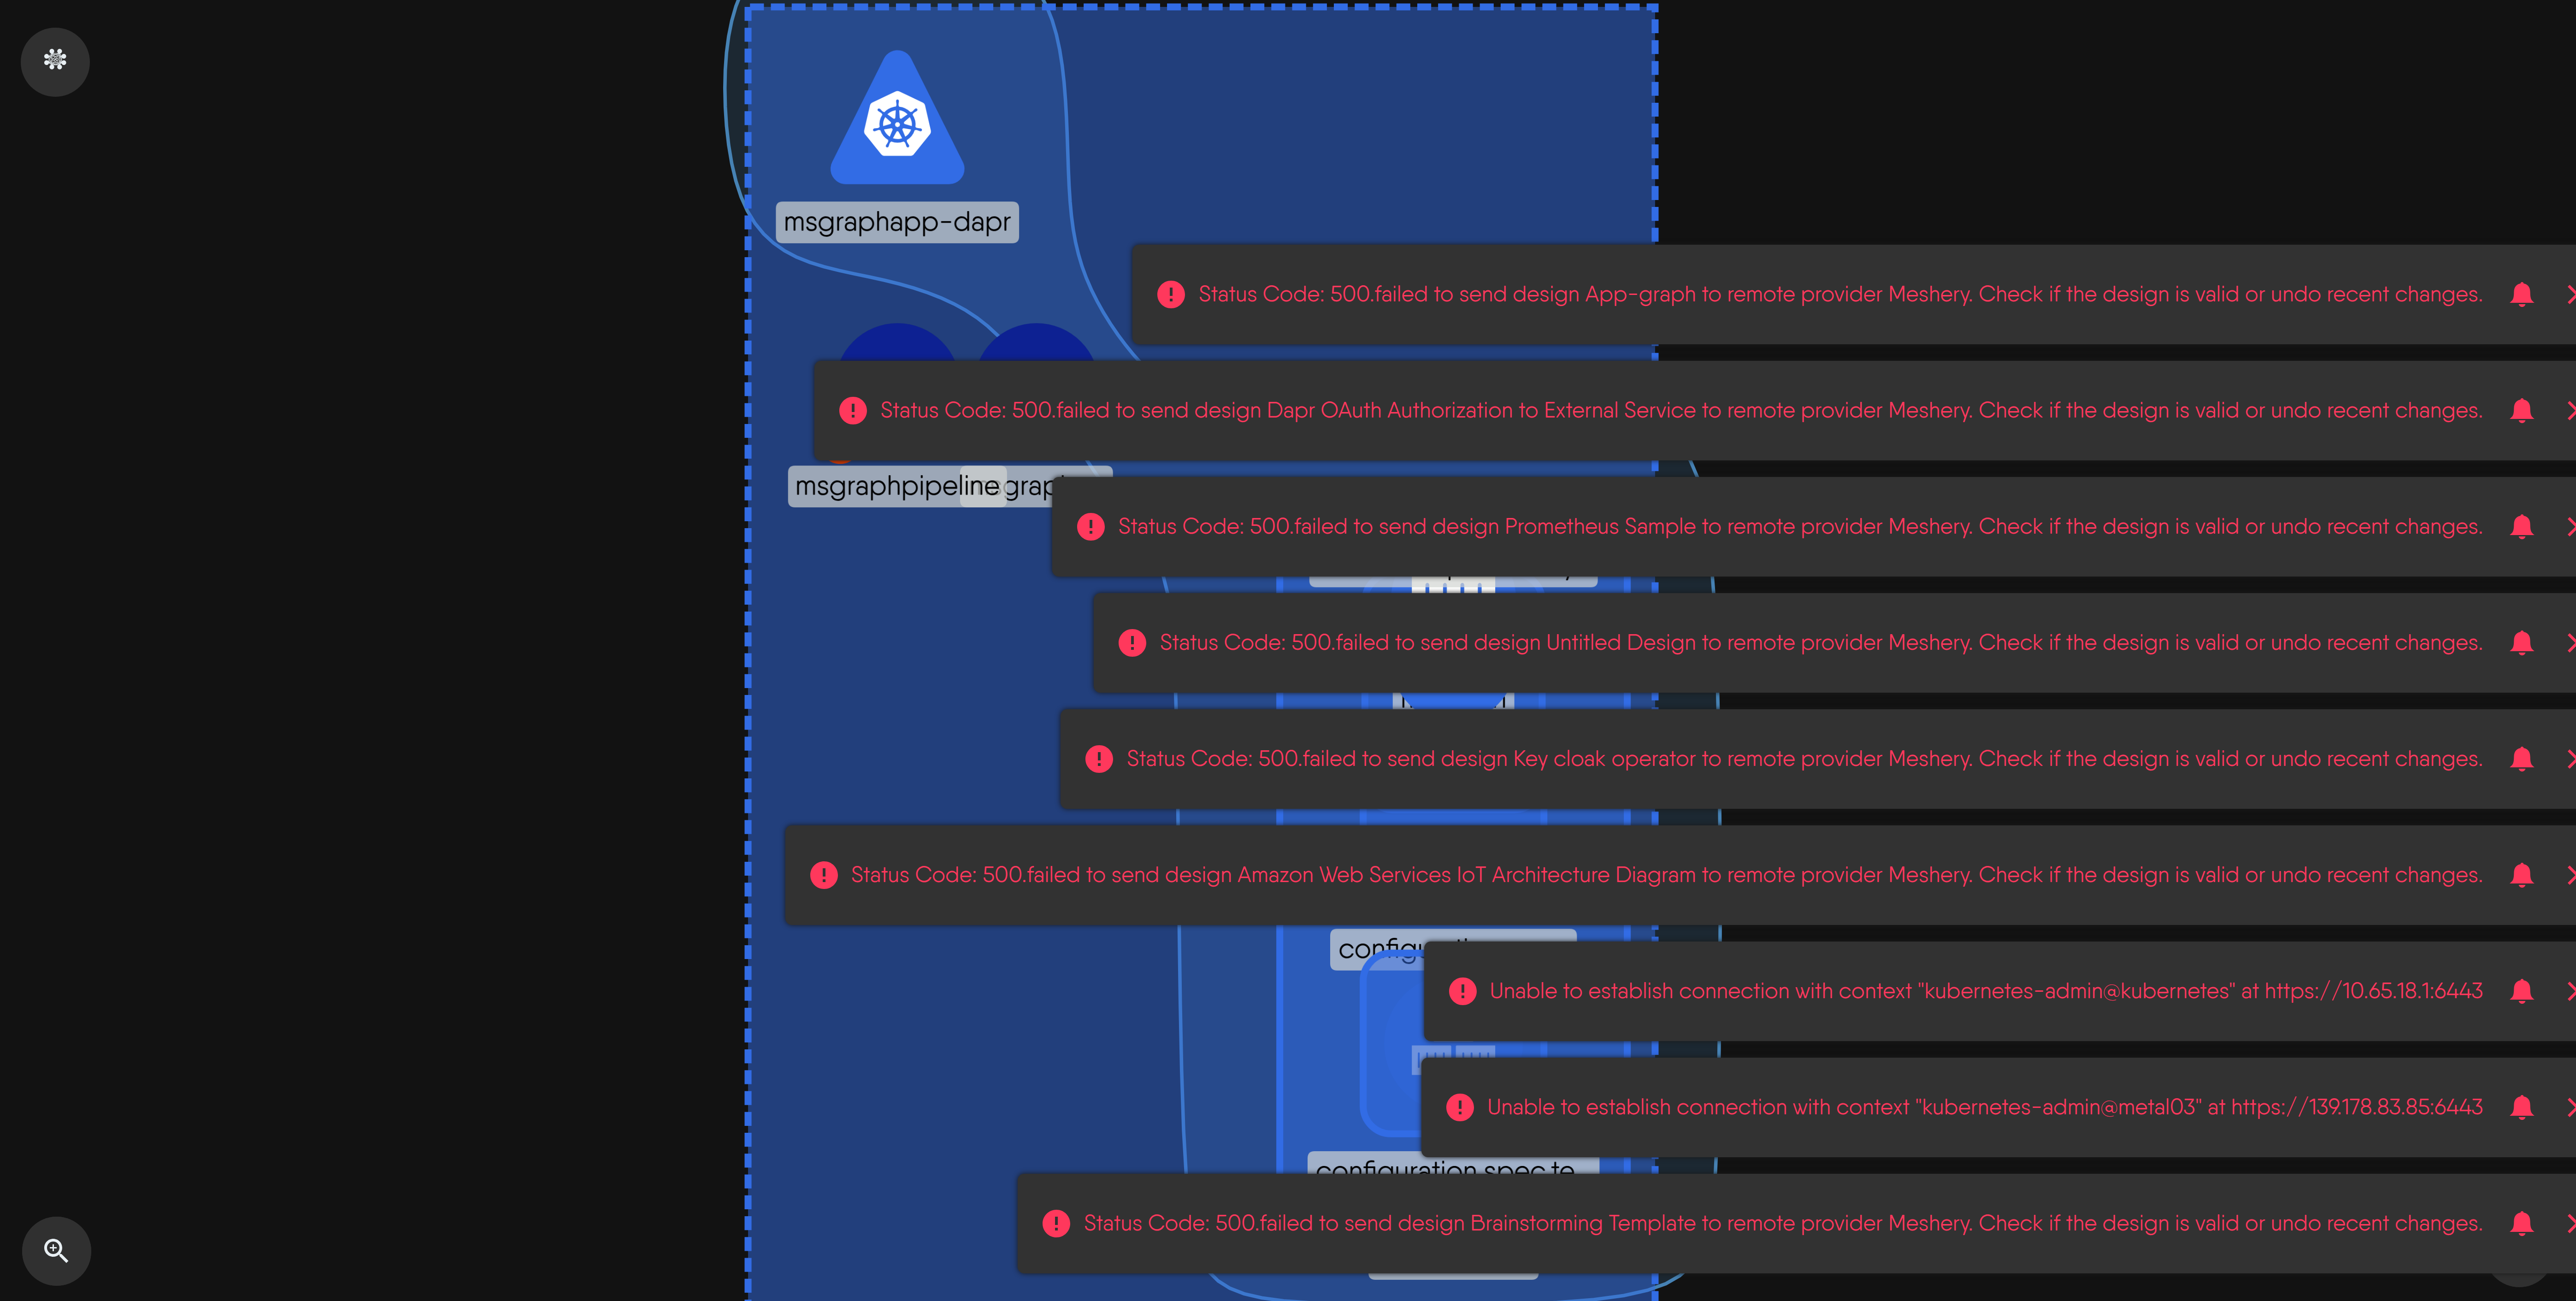 msgraphapp-dapr
Status Code: 500.failed to send design App-graph to remote provider Meshery. Check if the design is valid or undo recent changes.
Status Code: 500.failed to send design Dapr OAuth Authorization to External Service to remote provider Meshery. Check if the design is valid or undo recent changes.
msgraphpipeline
Status Code: 500.failed to send design Prometheus Sample to remote provider Meshery. Check if the design is valid or undo recent changes.
Status Code: 500.failed to send design Untitled Design to remote provider Meshery. Check if the design is valid or undo recent changes.
Status Code: 500.failed to send design Key cloak operator to remote provider Meshery. Check if the design is valid or undo recent changes.
Status Code: 500.failed to send design Amazon Web Services IoT Architecture Diagram to remote provider Meshery. Check if the design is valid or undo recent changes.
Unable to establish connection with context "kubernetes-admin@kubernetes" at https://10.65.18.1:6443
Unable to establish connection with context "kubernetes-admin@metal03" at https://139.178.83.85:6443
configuration spec te
Status Code: 500.failed to send design Brainstorming Template to remote provider Meshery. Check if the design is valid or undo recent changes.